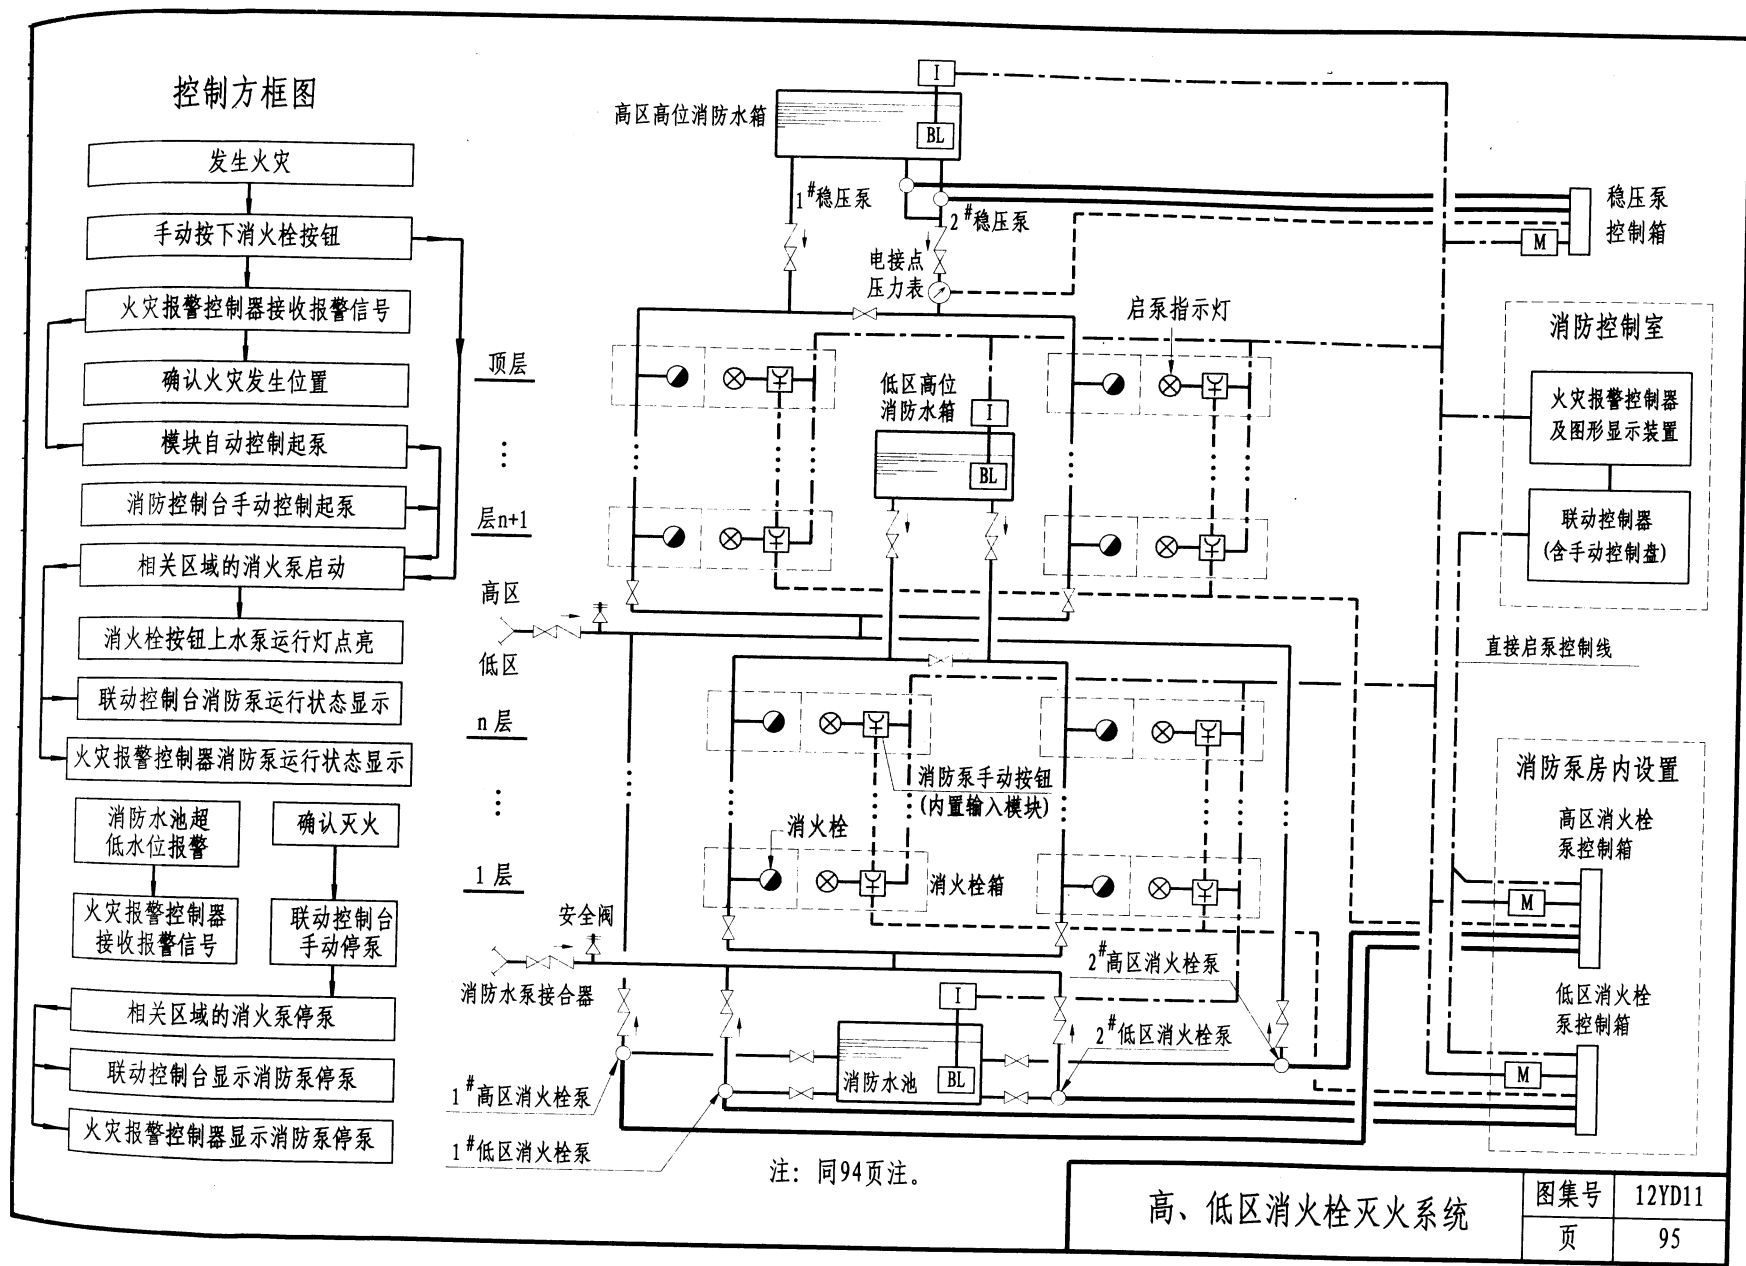 控制方框图
发生火灾
手动按下消火栓按钮
火灾报警控制器接收报警信号
确认火灾发生位置
模块自动控制起泵
消防控制台手动控制起泵
相关区域的消火泵启动
消火栓按钮上水泵运行灯点亮
联动控制台消防泵运行状态显示
火灾报警控制器消防泵运行状态显示
消防水池超
低水位报警
确认灭火
火灾报警控制器
接收报警信号
联动控制台
手动停泵
相关区域的消火泵停泵
联动控制台显示消防泵停泵
火灾报警控制器显示消防泵停泵
高区高位消防水箱
I
BL
1#稳压泵
2#稳压泵
电接点
压力表
稳压泵
控制箱
M
启泵指示灯
顶层
低区高位
消防水箱
I
BL
层n+1
高区
低区
n层
消防泵手动按钮
(内置输入模块)
消火栓
1层
消火栓箱
安全阀
消防水泵接合器
I
BL
消防水池
2#高区消火栓泵
2#低区消火栓泵
1#高区消火栓泵
1#低区消火栓泵
消防控制室
火灾报警控制器
及图形显示装置
联动控制器
(含手动控制盘)
直接启泵控制线
消防泵房内设置
高区消火栓
泵控制箱
M
低区消火栓
泵控制箱
M
注：同94页注。
高、低区消火栓灭火系统
图集号
12YD11
页
95